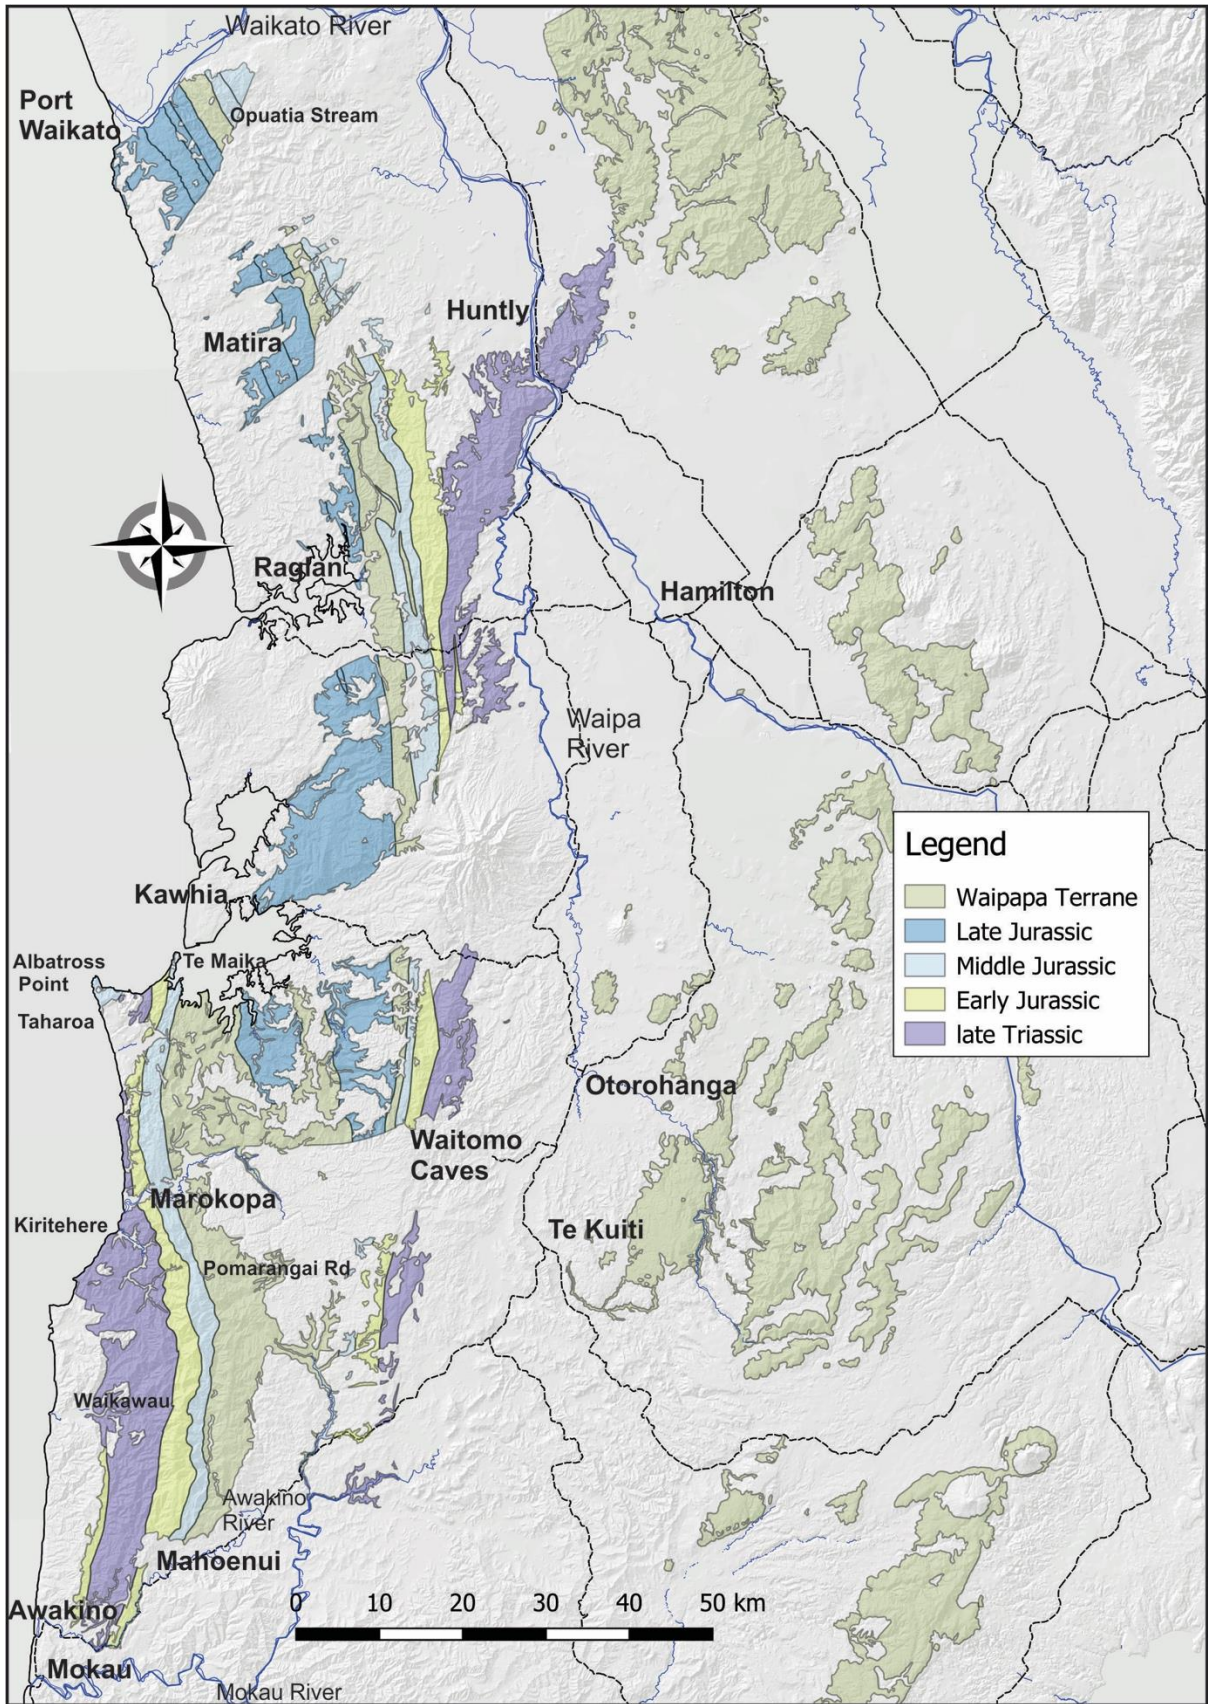 Waikato River
Port
Waikato
Opuatia Stream
Huntly
Matira
Raglan
Hamilton
Waipa
River
Legend
Waipapa Terrane
Late Jurassic
Middle Jurassic
Early Jurassic
late Triassic
Kawhia
Albatross
Point
Te Maika
Taharoa
Otorohanga
Waitomo
Caves
Marokopa
Kiritehere
Te Kuiti
Pomarangai Rd
Waikawau
Awakino
River
Mahoenui
0 10 20 30 40 50 km
Awakino
Mokau
Mokau River